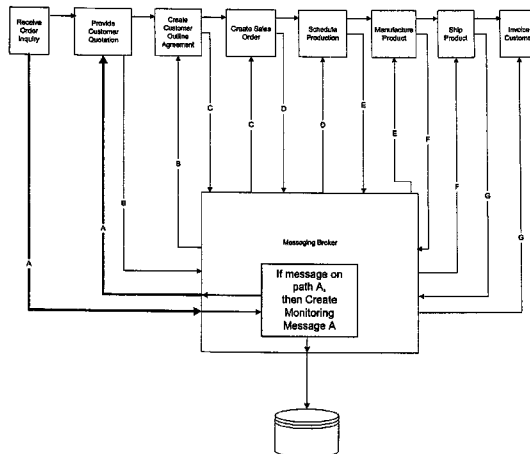 Receive
Order
Inquiry
Provide
Customer
Quotation
Create
Customer
Outline
Agreement
Create Sales
Order
Schedule
Production
Manufacture
Product
Ship
Product
Invoice
Customer
C
C
D
D
E
E
F
F
G
G
B
B
A
A
Messaging Broker
If message on
path A,
then Create
Monitoring
Message A